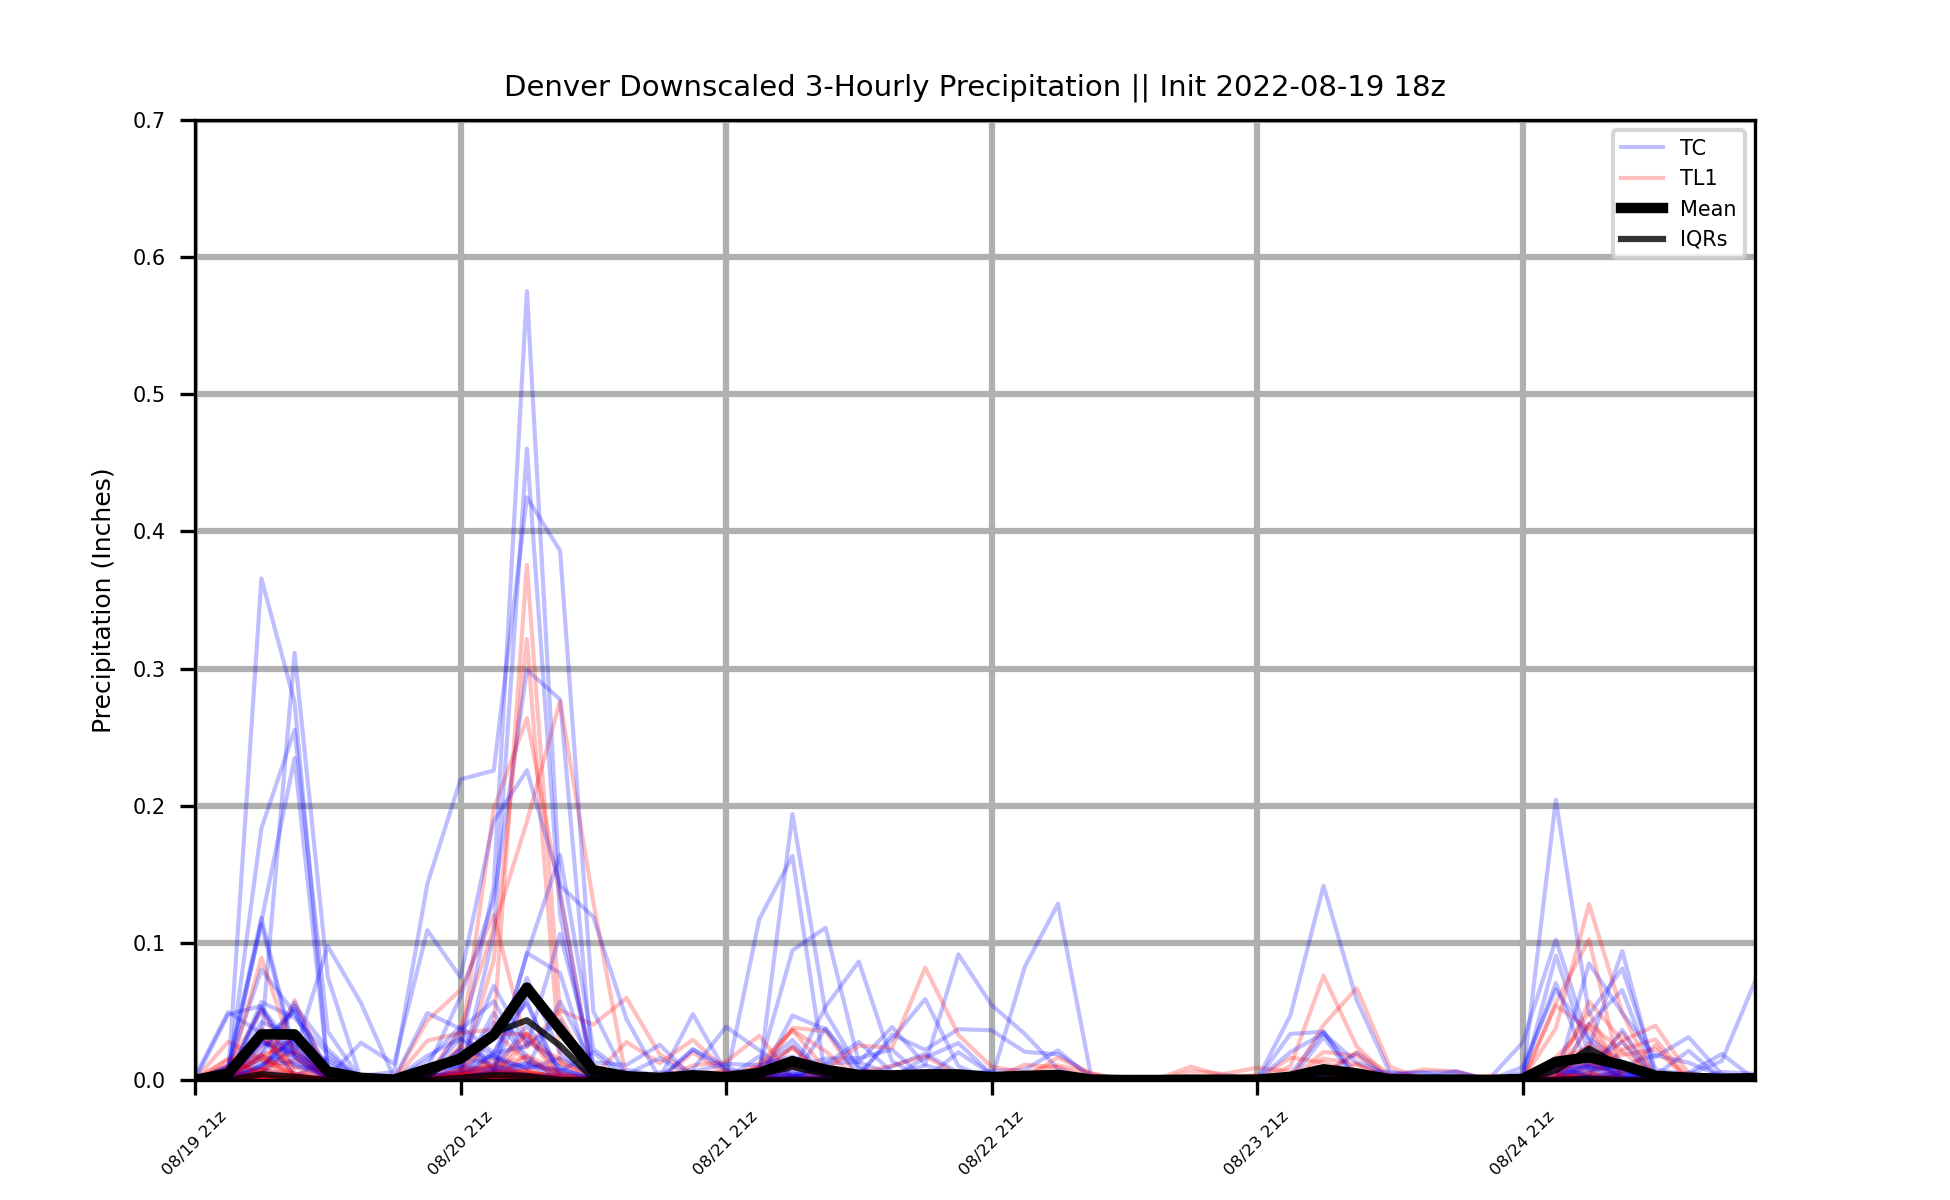 Denver Downscaled 3-Hourly Precipitation || Init 2022-08-19 18z
TC
TL1
Mean
IQRs
Precipitation (Inches)
0.7
0.6
0.5
0.4
0.3
0.2
0.1
0.0
08/19 21z
08/20 21z
08/21 21z
08/22 21z
08/23 21z
08/24 21z